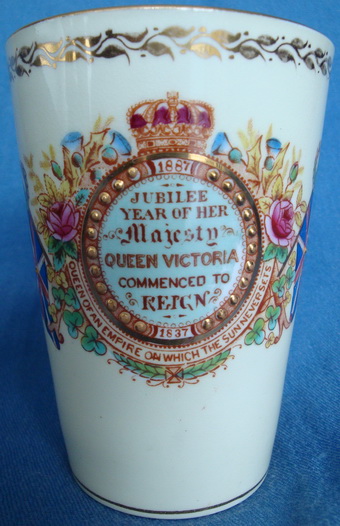 1887
JUBILEE
YEAR OF HER
Majesty
QUEEN VICTORIA
COMMENCED TO
REIGN
1837
QUEEN OF AN EMPIRE ON WHICH THE SUN NEVER SETS